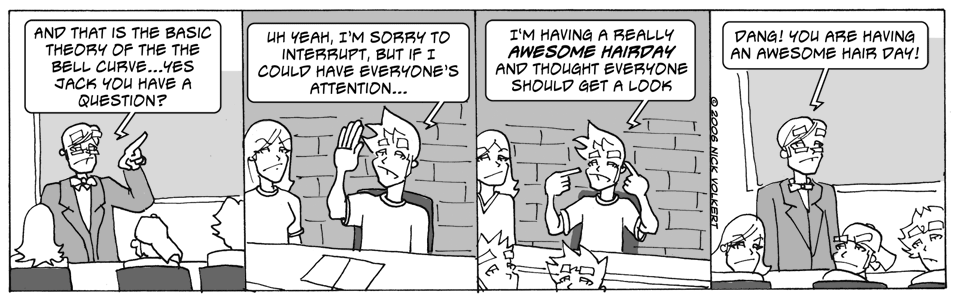 AND THAT IS THE BASIC
THEORY OF THE THE
BELL CURVE...YES
JACK YOU HAVE A
QUESTION?
UH YEAH, I'M SORRY TO
INTERRUPT, BUT IF I
COULD HAVE EVERYONE'S
ATTENTION...
I'M HAVING A REALLY
AWESOME HAIRDAY
AND THOUGHT EVERYONE
SHOULD GET A LOOK
© 2006 NICK VOLKERT
DANG! YOU ARE HAVING
AN AWESOME HAIR DAY!